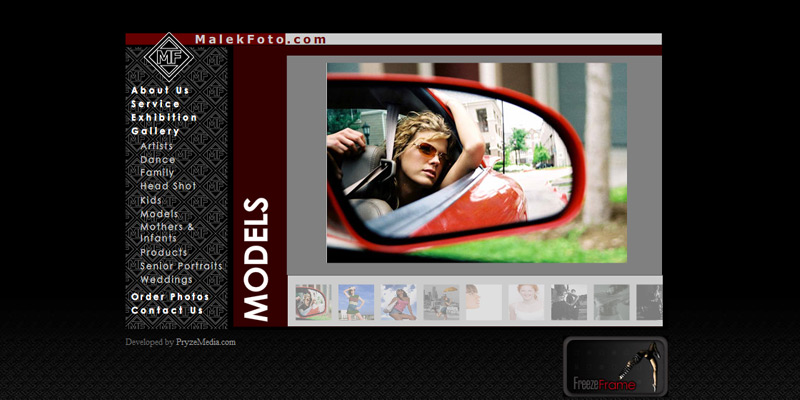 MalekFoto.com
MF
About Us
Service
Exhibition
Gallery
Artists
Dance
Family
Head Shot
Kids
Models
Mothers &
Infants
Products
Senior Portraits
Weddings
Order Photos
Contact Us
MODELS
Developed by PryzeMedia.com
FreezeFrame